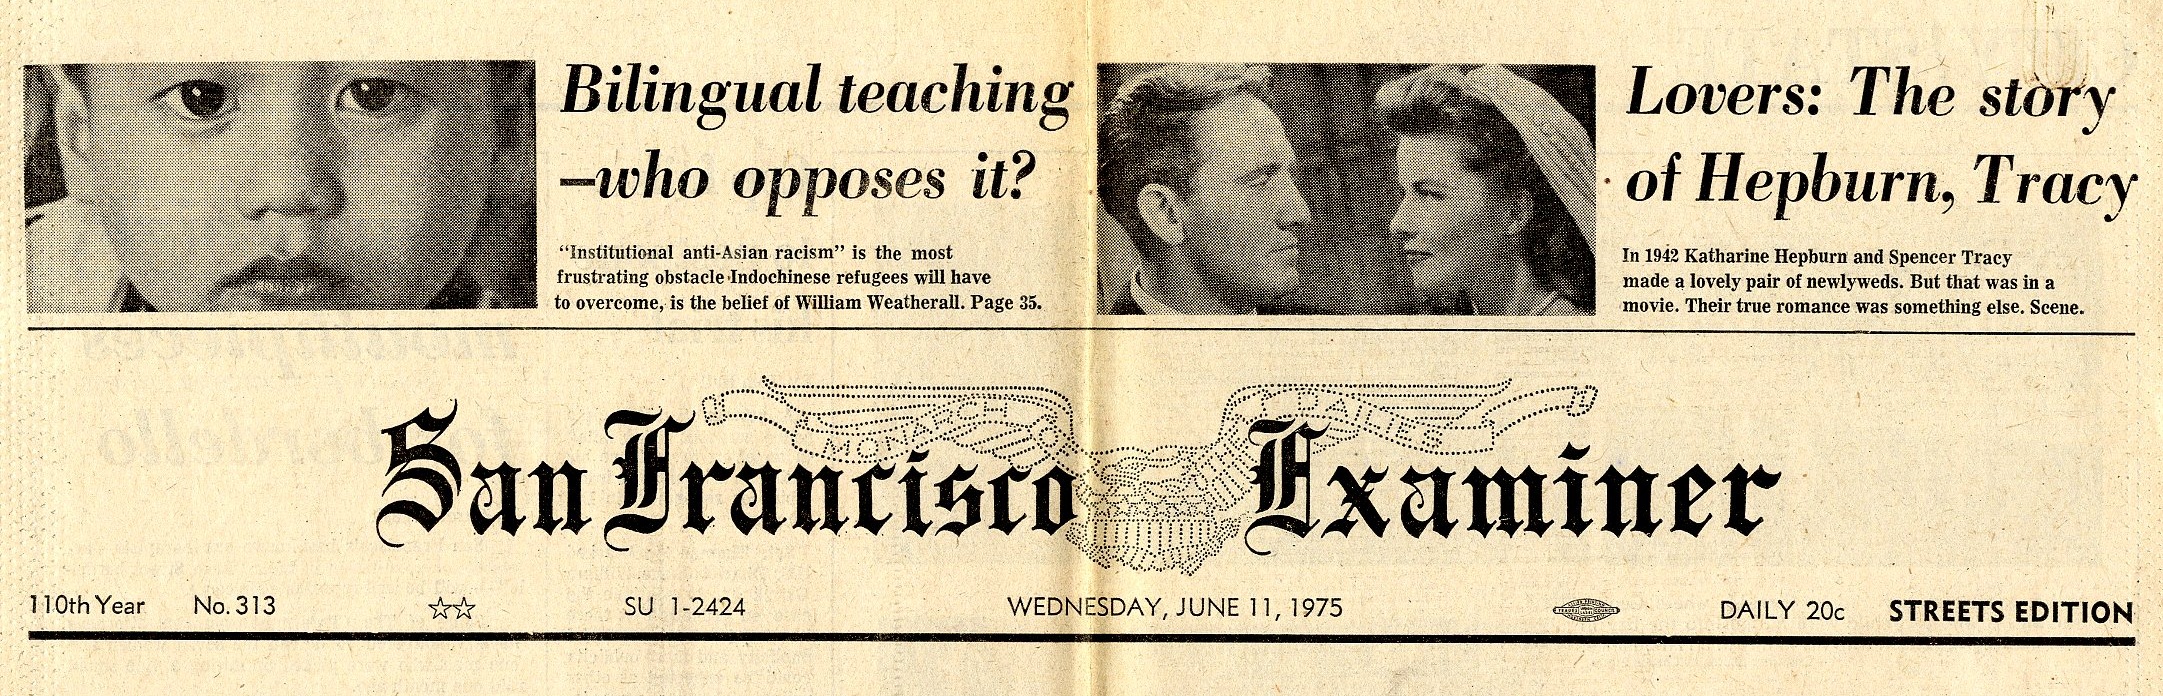 Bilingual teaching
–who opposes it?
"Institutional anti-Asian racism" is the most
frustrating obstacle Indochinese refugees will have
to overcome, is the belief of William Weatherall. Page 35.
Lovers: The story
of Hepburn, Tracy
In 1942 Katharine Hepburn and Spencer Tracy
made a lovely pair of newlyweds. But that was in a
movie. Their true romance was something else. Scene.
MONARCH OF DAILIES
San Francisco Examiner
110th Year No. 313 ☆☆ SU 1-2424 WEDNESDAY, JUNE 11, 1975 DAILY 20c STREETS EDITION